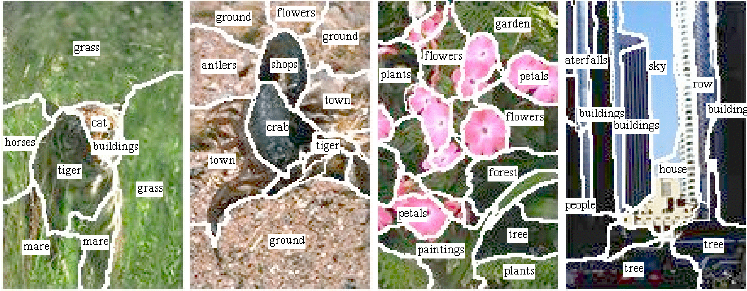 grass
horses
cat
buildings
tiger
grass
mare
mare
ground
flowers
ground
antlers
shops
town
crab
tiger
town
ground
garden
flowers
plants
petals
flowers
forest
petals
tree
paintings
plants
aterfalls
sky
row
buildings
buildings
building
house
people
tree
tree